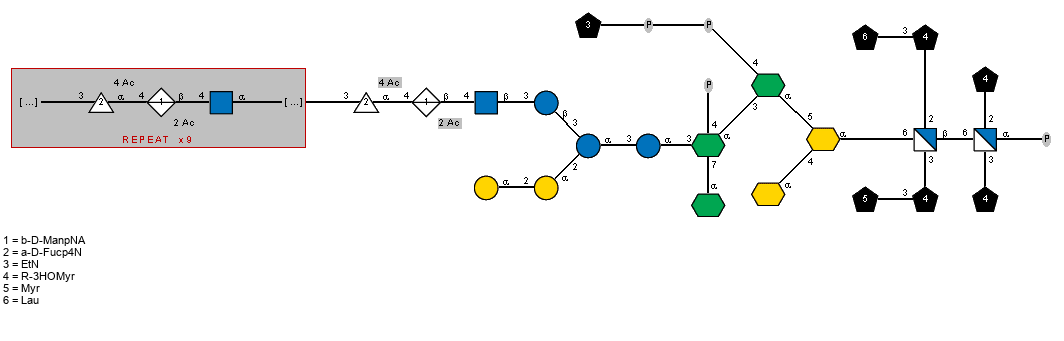 3 P P 6 3 4
4 Ac 4 Ac 4 P 4
[ ... ] 3 2 α 4 1 β 4 α [ ... ] 3 2 α 4 1 β 4 β 3 3 α
2 Ac 2 Ac β 3 4 5 2 2
REPEAT x9 α 3 α 3 α 6 β 6 α P
α 2 α 2 7 4 α 3 3
α 5 3 4 4
1 = b-D-ManpNA
2 = a-D-Fucp4N
3 = EtN
4 = R-3HOMyr
5 = Myr
6 = Lau